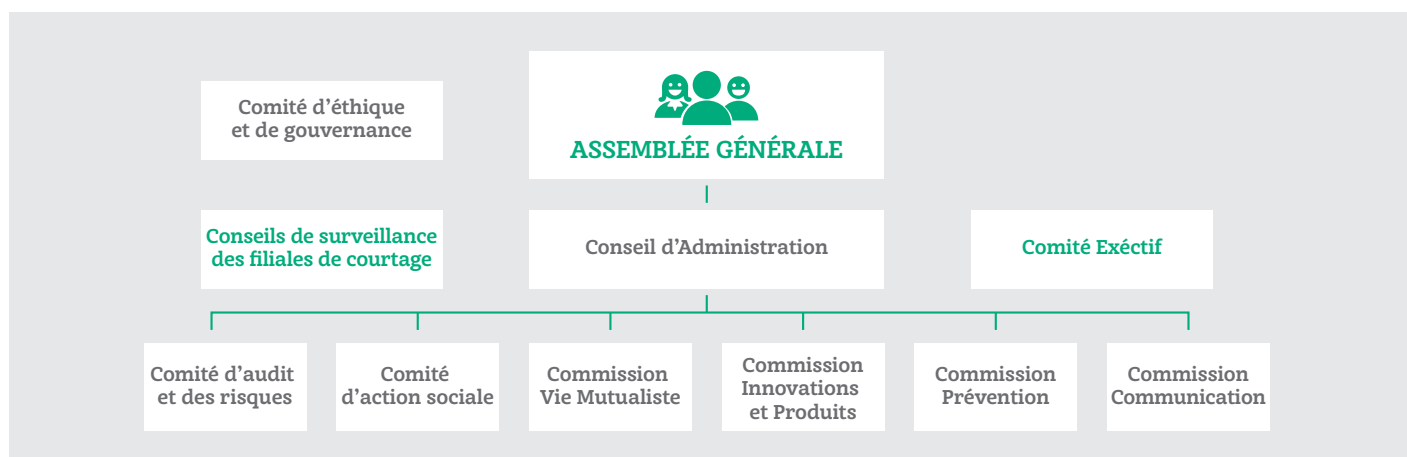 Comité d’éthique
et de gouvernance
ASSEMBLÉE GÉNÉRALE
Conseils de surveillance
des filiales de courtage
Conseil d’Administration
Comité Exéctif
Comité d’audit
et des risques
Comité
d’action sociale
Commission
Vie Mutualiste
Commission
Innovations
et Produits
Commission
Prévention
Commission
Communication